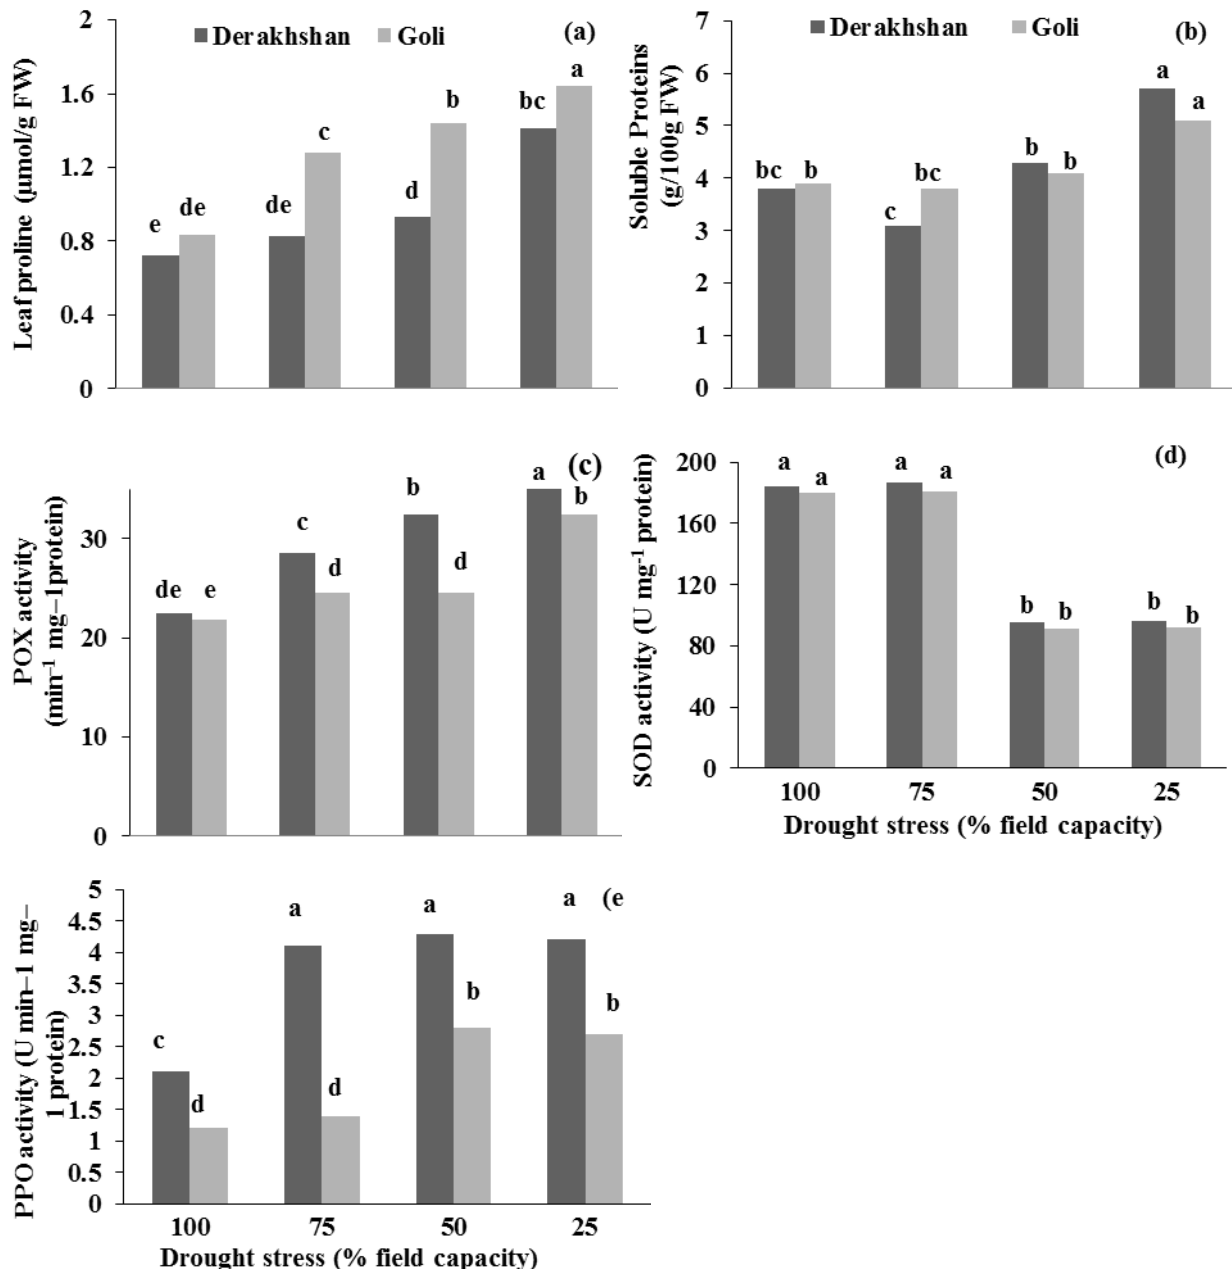 2
1.6
1.2
0.8
0.4
0
Leaf proline (µmol/g FW)
Derakhshan Goli
(a)
e de de c d b bc a
7
6
5
4
3
2
1
0
Soluble Proteins
(g/100g FW)
Derakhshan Goli
(b)
bc b c bc b b a a
30
20
10
0
POX activity
(min⁻¹ mg–1protein)
(c)
de e c d b d a b
200
160
120
80
40
0
SOD activity (U mg⁻¹ protein)
(d)
a a a a b b b b
100 75 50 25
Drought stress (% field capacity)
5
4.5
4
3.5
3
2.5
2
1.5
1
0.5
0
PPO activity (U min–1 mg–
1 protein)
(e
c d a d a b a b
100 75 50 25
Drought stress (% field capacity)